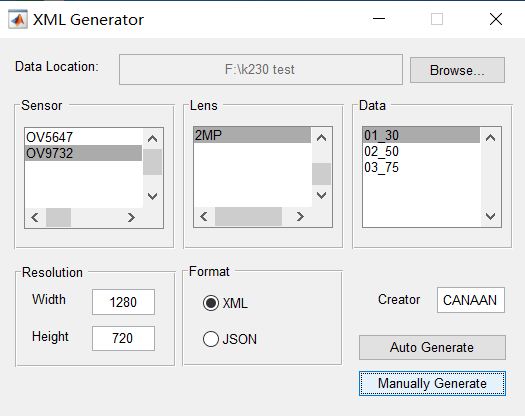 XML Generator
Data Location:
F:\k230 test
Browse...
Sensor
OV5647
OV9732
Lens
2MP
Data
01_30
02_50
03_75
Resolution
Width
1280
Height
720
Format
XML
JSON
Creator
CANAAN
Auto Generate
Manually Generate